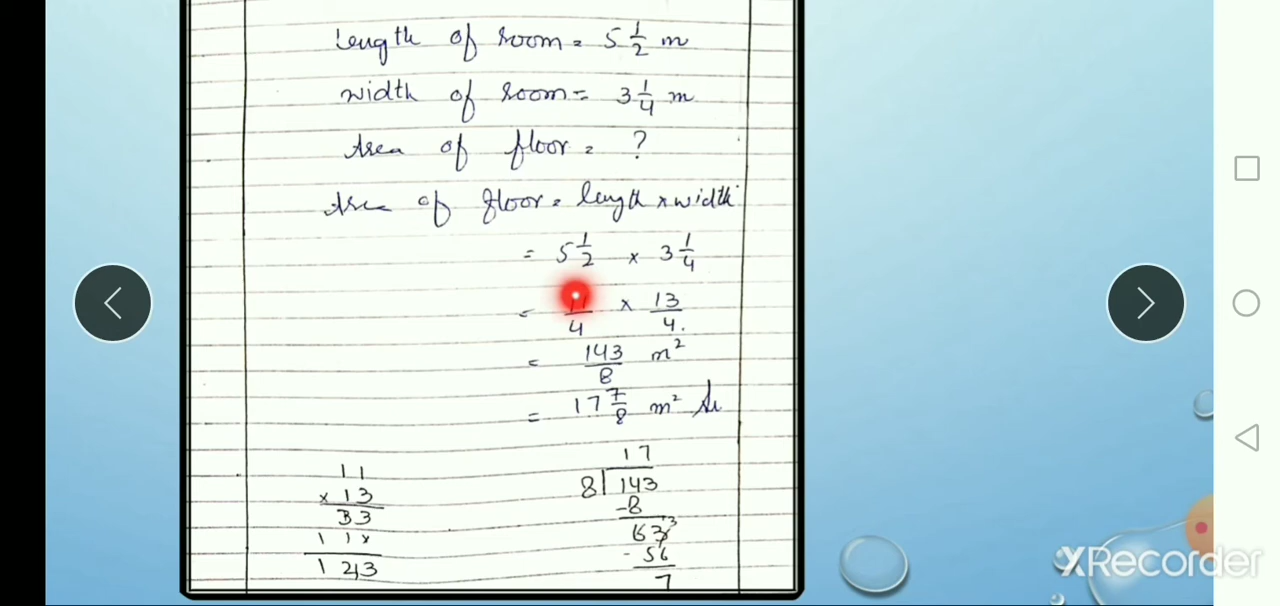 Length of room = 5 1/2 m
width of room = 3 1/4 m
Area of floor = ?
Area of floor = length × width
= 5 1/2 × 3 1/4
= 11/4 × 13/4.
= 143/8 m²
= 17 7/8 m²
11
× 13
33
11×
143
17
8) 143
-8
63
- 56
7
XRecorder